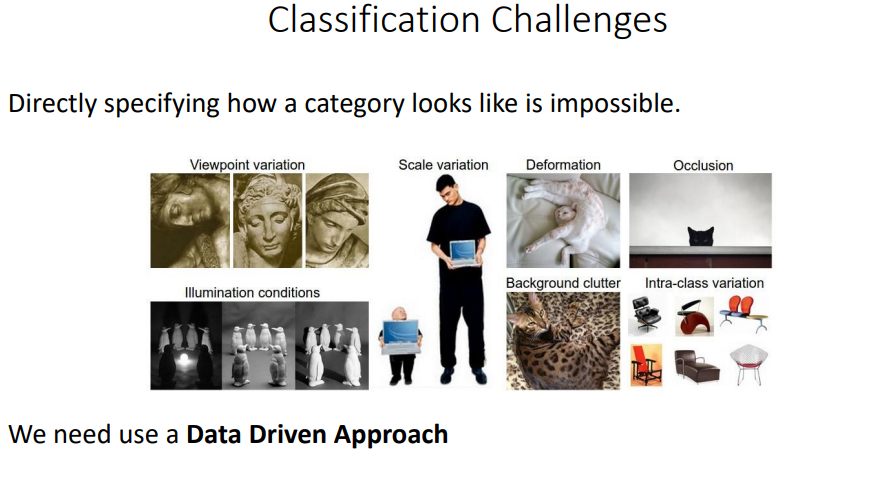 Classification Challenges
Directly specifying how a category looks like is impossible.
Viewpoint variation
Scale variation
Deformation
Occlusion
Illumination conditions
Background clutter
Intra-class variation
We need use a Data Driven Approach